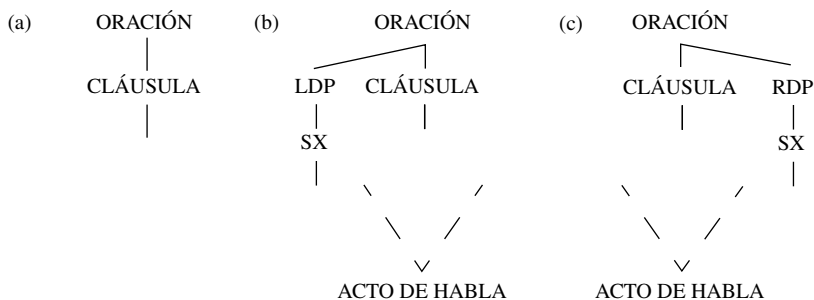 (a) ORACIÓN (b) ORACIÓN (c) ORACIÓN
CLÁUSULA LDP CLÁUSULA CLÁUSULA RDP
SX SX
ACTO DE HABLA ACTO DE HABLA